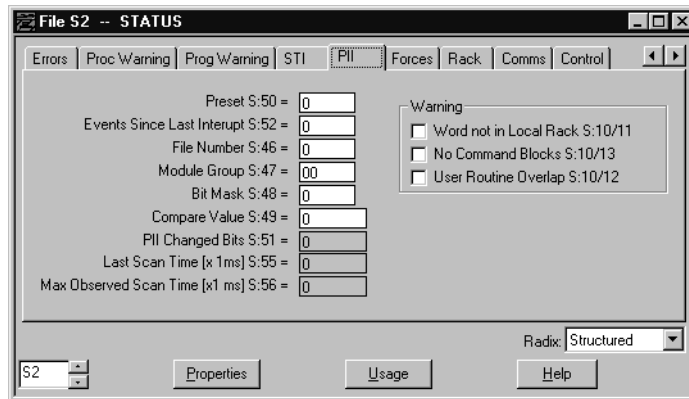 File S2 -- STATUS
Errors Proc Warning Prog Warning STI PII Forces Rack Comms Control
Preset S:50 = 0
Events Since Last Interupt S:52 = 0
File Number S:46 = 0
Module Group S:47 = 00
Bit Mask S:48 = 0
Compare Value S:49 = 0
PII Changed Bits S:51 = 0
Last Scan Time [x 1ms] S:55 = 0
Max Observed Scan Time [x1 ms] S:56 = 0
Warning
Word not in Local Rack S:10/11
No Command Blocks S:10/13
User Routine Overlap S:10/12
Radix: Structured
S2 Properties Usage Help